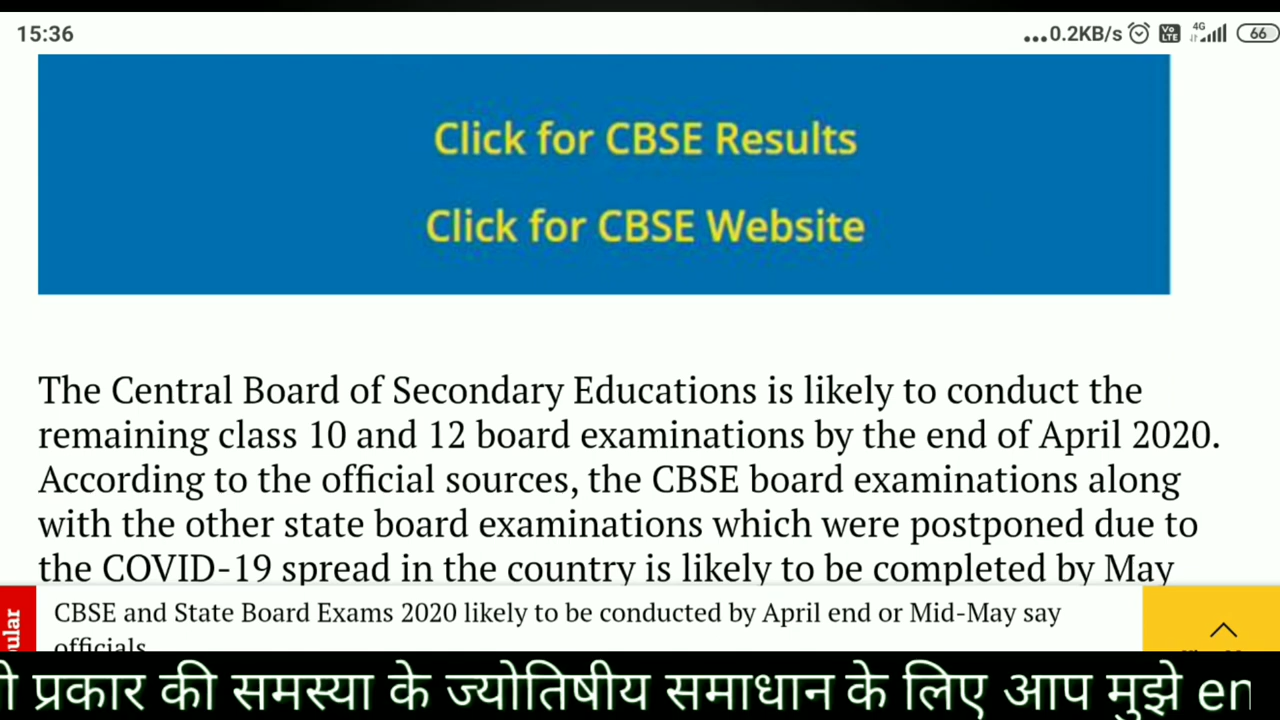 15:36
...0.2KB/s Vo LTE 4G 66
Click for CBSE Results
Click for CBSE Website
The Central Board of Secondary Educations is likely to conduct the
remaining class 10 and 12 board examinations by the end of April 2020.
According to the official sources, the CBSE board examinations along
with the other state board examinations which were postponed due to
the COVID-19 spread in the country is likely to be completed by May
CBSE and State Board Exams 2020 likely to be conducted by April end or Mid-May say
officials
प्रकार की समस्या के ज्योतिषीय समाधान के लिए आप मुझे